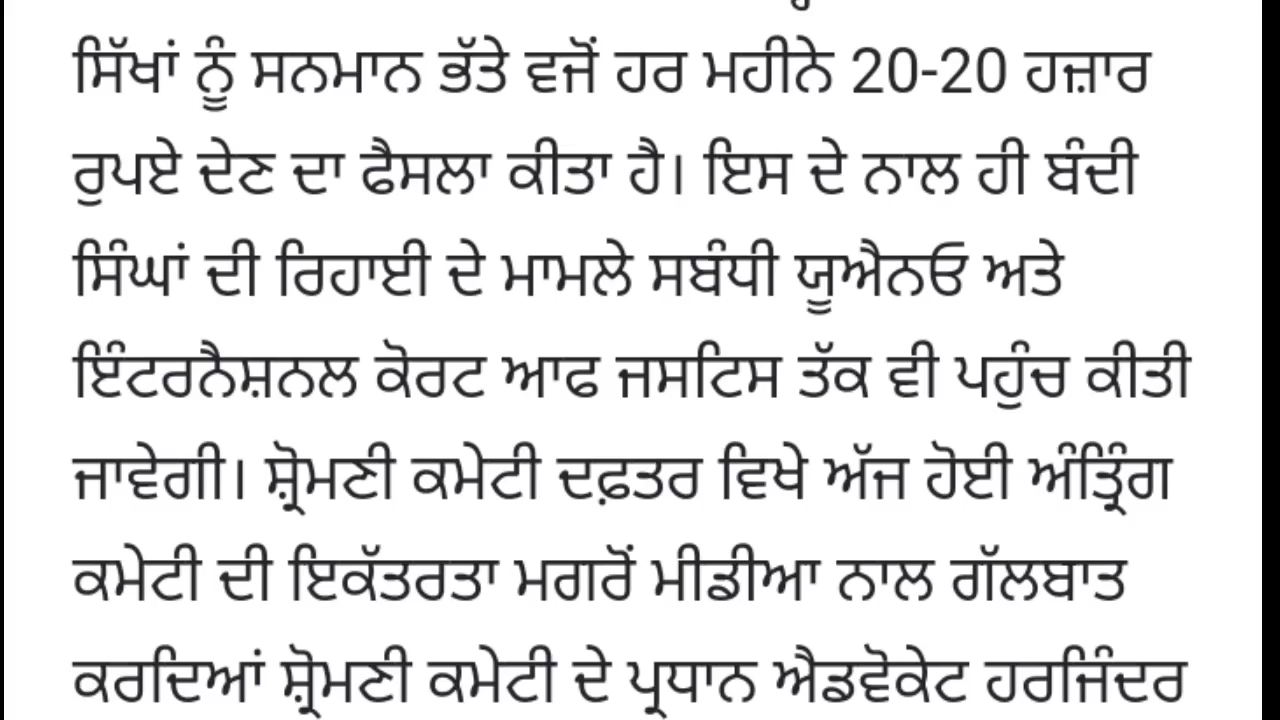 ਸਿੱਖਾਂ ਨੂੰ ਸਨਮਾਨ ਭੱਤੇ ਵਜੋਂ ਹਰ ਮਹੀਨੇ 20-20 ਹਜ਼ਾਰ
ਰੁਪਏ ਦੇਣ ਦਾ ਫੈਸਲਾ ਕੀਤਾ ਹੈ। ਇਸ ਦੇ ਨਾਲ ਹੀ ਬੰਦੀ
ਸਿੰਘਾਂ ਦੀ ਰਿਹਾਈ ਦੇ ਮਾਮਲੇ ਸਬੰਧੀ ਯੂਐਨਓ ਅਤੇ
ਇੰਟਰਨੈਸ਼ਨਲ ਕੋਰਟ ਆਫ ਜਸਟਿਸ ਤੱਕ ਵੀ ਪਹੁੰਚ ਕੀਤੀ
ਜਾਵੇਗੀ। ਸ਼੍ਰੋਮਣੀ ਕਮੇਟੀ ਦਫ਼ਤਰ ਵਿਖੇ ਅੱਜ ਹੋਈ ਅੰਤ੍ਰਿੰਗ
ਕਮੇਟੀ ਦੀ ਇਕੱਤਰਤਾ ਮਗਰੋਂ ਮੀਡੀਆ ਨਾਲ ਗੱਲਬਾਤ
ਕਰਦਿਆਂ ਸ਼੍ਰੋਮਣੀ ਕਮੇਟੀ ਦੇ ਪ੍ਰਧਾਨ ਐਡਵੋਕੇਟ ਹਰਜਿੰਦਰ